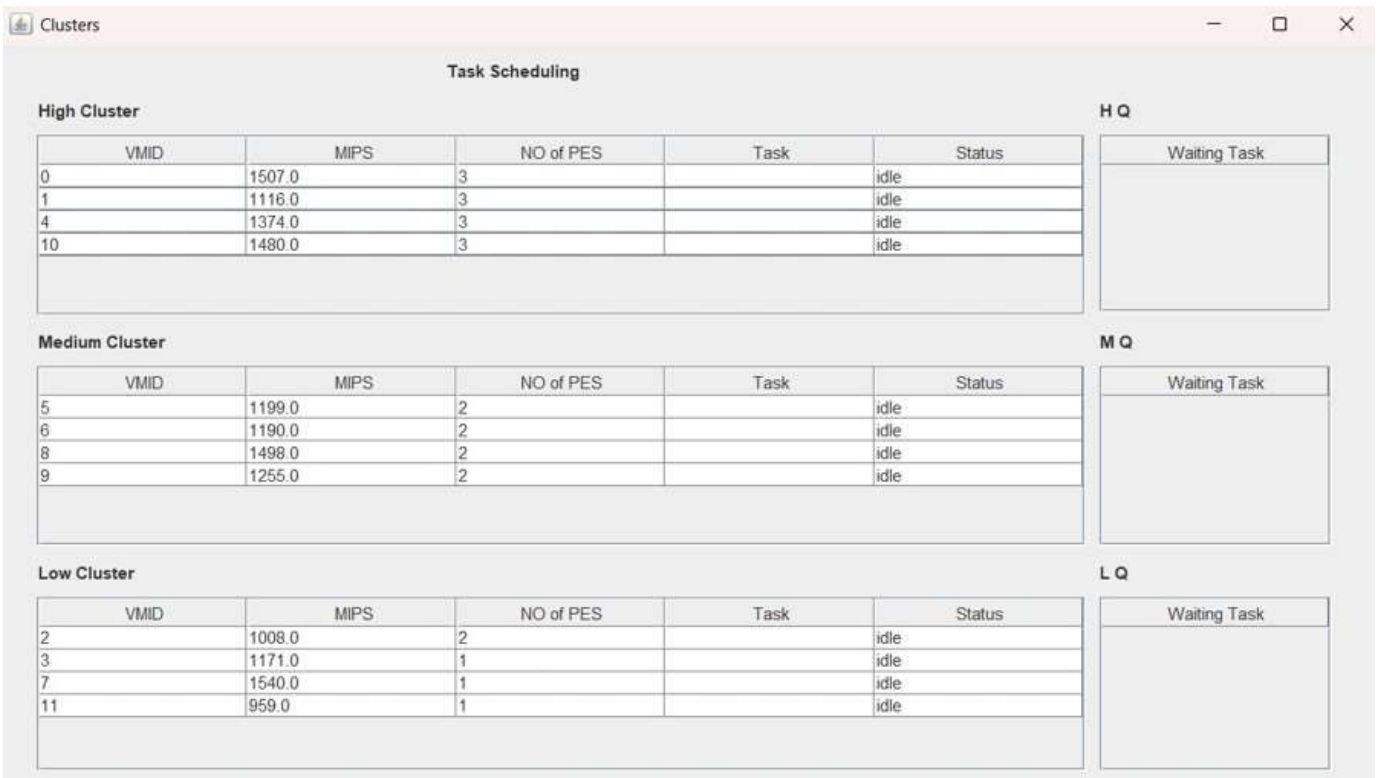 Clusters
Task Scheduling
High Cluster H Q
VMID MIPS NO of PES Task Status Waiting Task
0 1507.0 3 idle
1 1116.0 3 idle
4 1374.0 3 idle
10 1480.0 3 idle
Medium Cluster M Q
VMID MIPS NO of PES Task Status Waiting Task
5 1199.0 2 idle
6 1190.0 2 idle
8 1498.0 2 idle
9 1255.0 2 idle
Low Cluster L Q
VMID MIPS NO of PES Task Status Waiting Task
2 1008.0 2 idle
3 1171.0 1 idle
7 1540.0 1 idle
11 959.0 1 idle